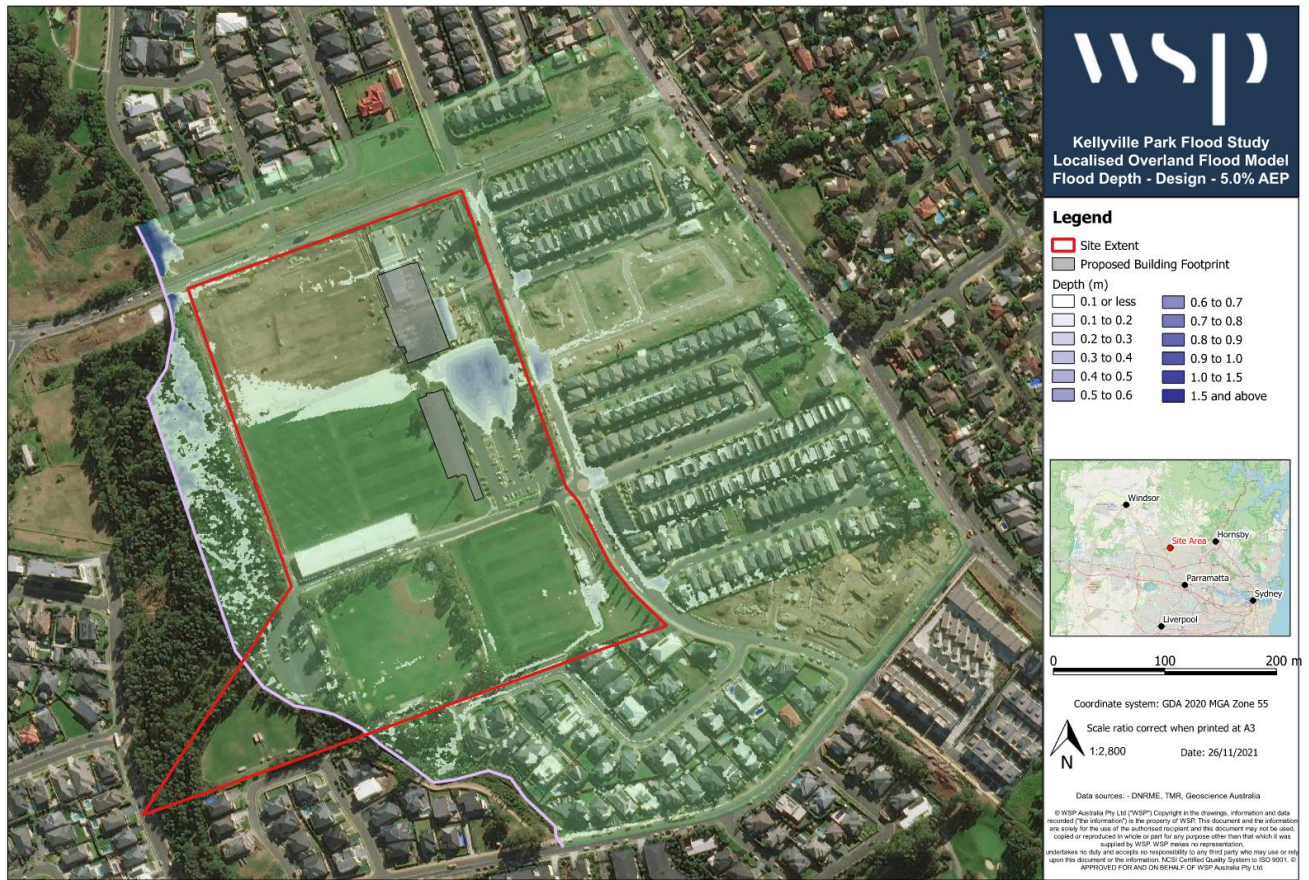 wsp
Kellyville Park Flood Study
Localised Overland Flood Model
Flood Depth - Design - 5.0% AEP
Legend
Site Extent
Proposed Building Footprint
Depth (m)
0.1 or less
0.1 to 0.2
0.2 to 0.3
0.3 to 0.4
0.4 to 0.5
0.5 to 0.6
0.6 to 0.7
0.7 to 0.8
0.8 to 0.9
0.9 to 1.0
1.0 to 1.5
1.5 and above
Windsor
Hornsby
Site Area
Parramatta
Sydney
Liverpool
0 100 200 m
Coordinate system: GDA 2020 MGA Zone 55
Scale ratio correct when printed at A3
N 1:2,800 Date: 26/11/2021
Data sources: - DNRME, TMR, Geoscience Australia
© WSP Australia Pty Ltd ("WSP") Copyright in the drawings, information and data
recorded ("the information") is the property of WSP. This document and the information
are solely for the use of the authorised recipient and this document may not be used,
copied or reproduced in whole or part for any purpose other than that which it was
supplied by WSP. WSP makes no representation.
undertakes no duty and accepts no responsibility to any third party who may use or rely
upon this document or the information. NCSI Certified Quality System to ISO 9001. ©
APPROVED FOR AND ON BEHALF OF WSP Australia Pty Ltd.